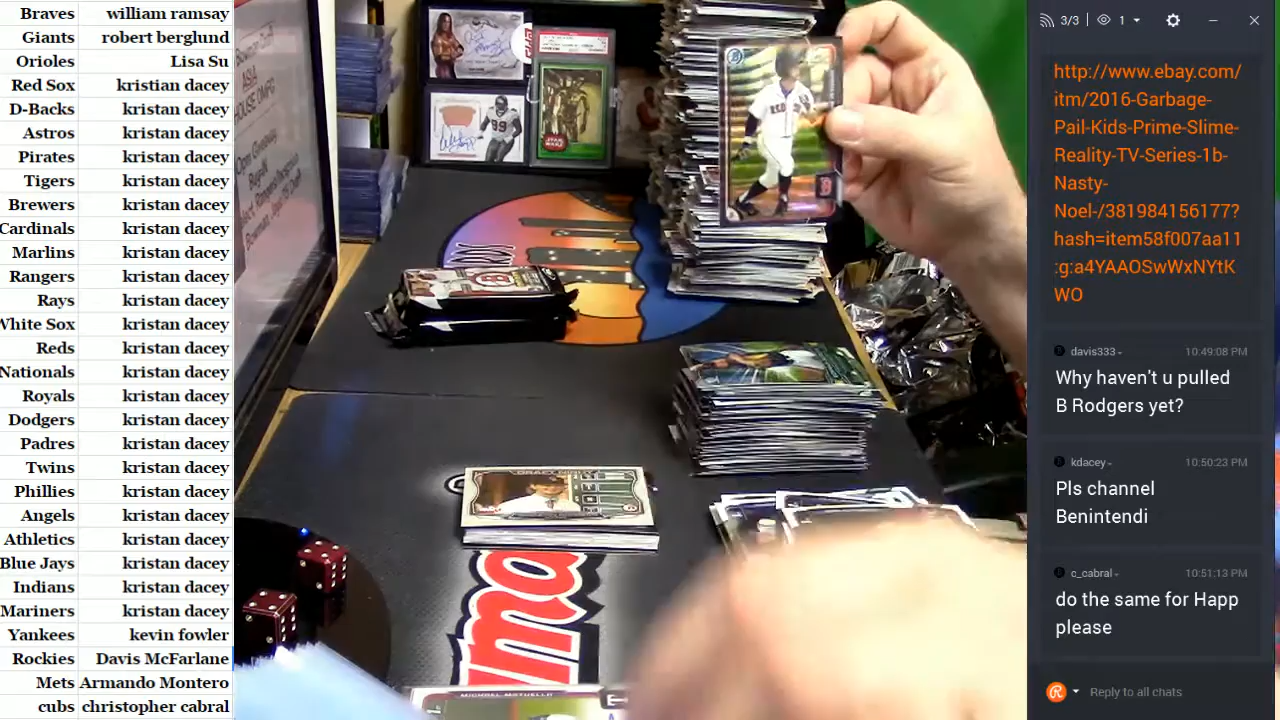 Braves william ramsay
Giants robert berglund
Orioles Lisa Su
Red Sox kristian dacey
D-Backs kristan dacey
Astros kristan dacey
Pirates kristan dacey
Tigers kristan dacey
Brewers kristan dacey
Cardinals kristan dacey
Marlins kristan dacey
Rangers kristan dacey
Rays kristan dacey
White Sox kristan dacey
Reds kristan dacey
Nationals kristan dacey
Royals kristan dacey
Dodgers kristan dacey
Padres kristan dacey
Twins kristan dacey
Phillies kristan dacey
Angels kristan dacey
Athletics kristan dacey
Blue Jays kristan dacey
Indians kristan dacey
Mariners kristan dacey
Yankees kevin fowler
Rockies Davis McFarlane
Mets Armando Montero
cubs christopher cabral
ASIA
HOUSE OMFG
99
STAR
WARS
RED
B
3/3 1
http://www.ebay.com/
itm/2016-Garbage-
Pail-Kids-Prime-Slime-
Reality-TV-Series-1b-
Nasty-
Noel-/381984156177?
hash=item58f007aa11
:g:a4YAAOSwWxNYtK
WO
davis333 10:49:08 PM
Why haven't u pulled
B Rodgers yet?
kdacey 10:50:23 PM
Pls channel
Benintendi
c_cabral 10:51:13 PM
do the same for Happ
please
Reply to all chats